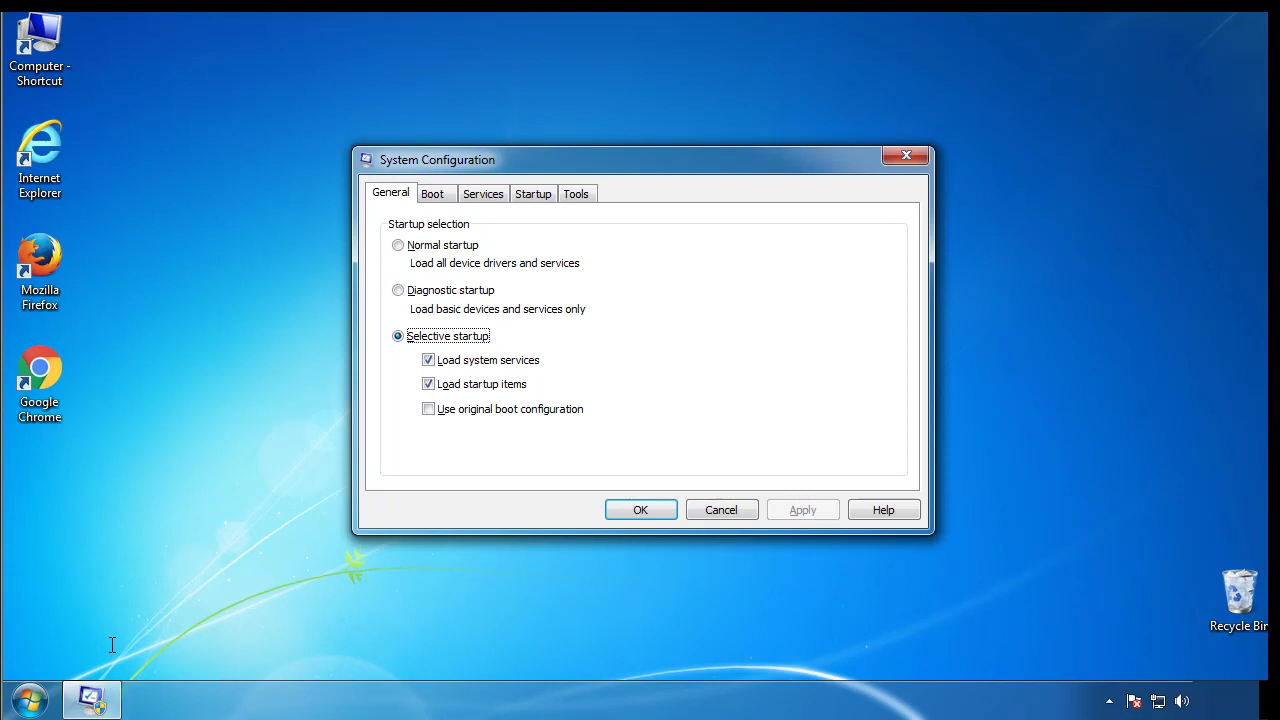 Computer -
Shortcut
Internet
Explorer
Mozilla
Firefox
Google
Chrome
System Configuration
General
Boot
Services
Startup
Tools
Startup selection
Normal startup
Load all device drivers and services
Diagnostic startup
Load basic devices and services only
Selective startup
Load system services
Load startup items
Use original boot configuration
OK
Cancel
Apply
Help
Recycle Bin